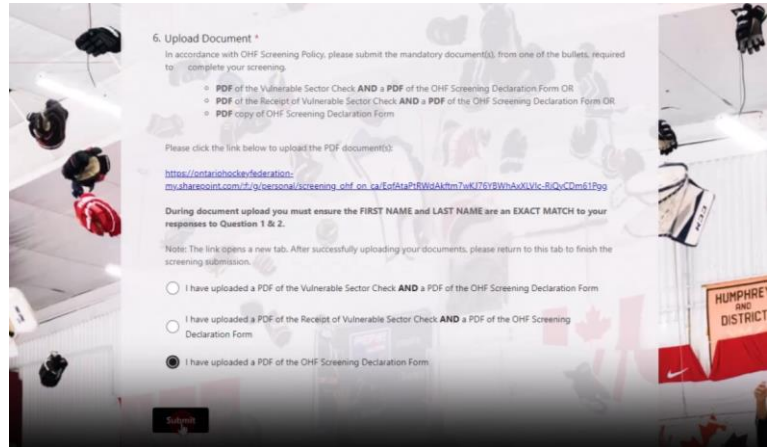 6. Upload Document *
In accordance with OHF Screening Policy, please submit the mandatory document(s), from one of the bullets, required
to complete your screening.
PDF of the Vulnerable Sector Check AND a PDF of the OHF Screening Declaration Form OR
PDF of the Receipt of Vulnerable Sector Check AND a PDF of the OHF Screening Declaration Form OR
PDF copy of OHF Screening Declaration Form
Please click the link below to upload the PDF document(s):
https://ontariohockeyfederation-
During document upload you must ensure the FIRST NAME and LAST NAME are an EXACT MATCH to your
responses to Question 1 & 2.
Note: The link opens a new tab. After successfully uploading your documents, please return to this tab to finish the
screening submission.
I have uploaded a PDF of the Vulnerable Sector Check AND a PDF of the OHF Screening Declaration Form
I have uploaded a PDF of the Receipt of Vulnerable Sector Check AND a PDF of the OHF Screening
Declaration Form
I have uploaded a PDF of the OHF Screening Declaration Form
Submit
HUMPHRE
AND
DISTRICT
CCM